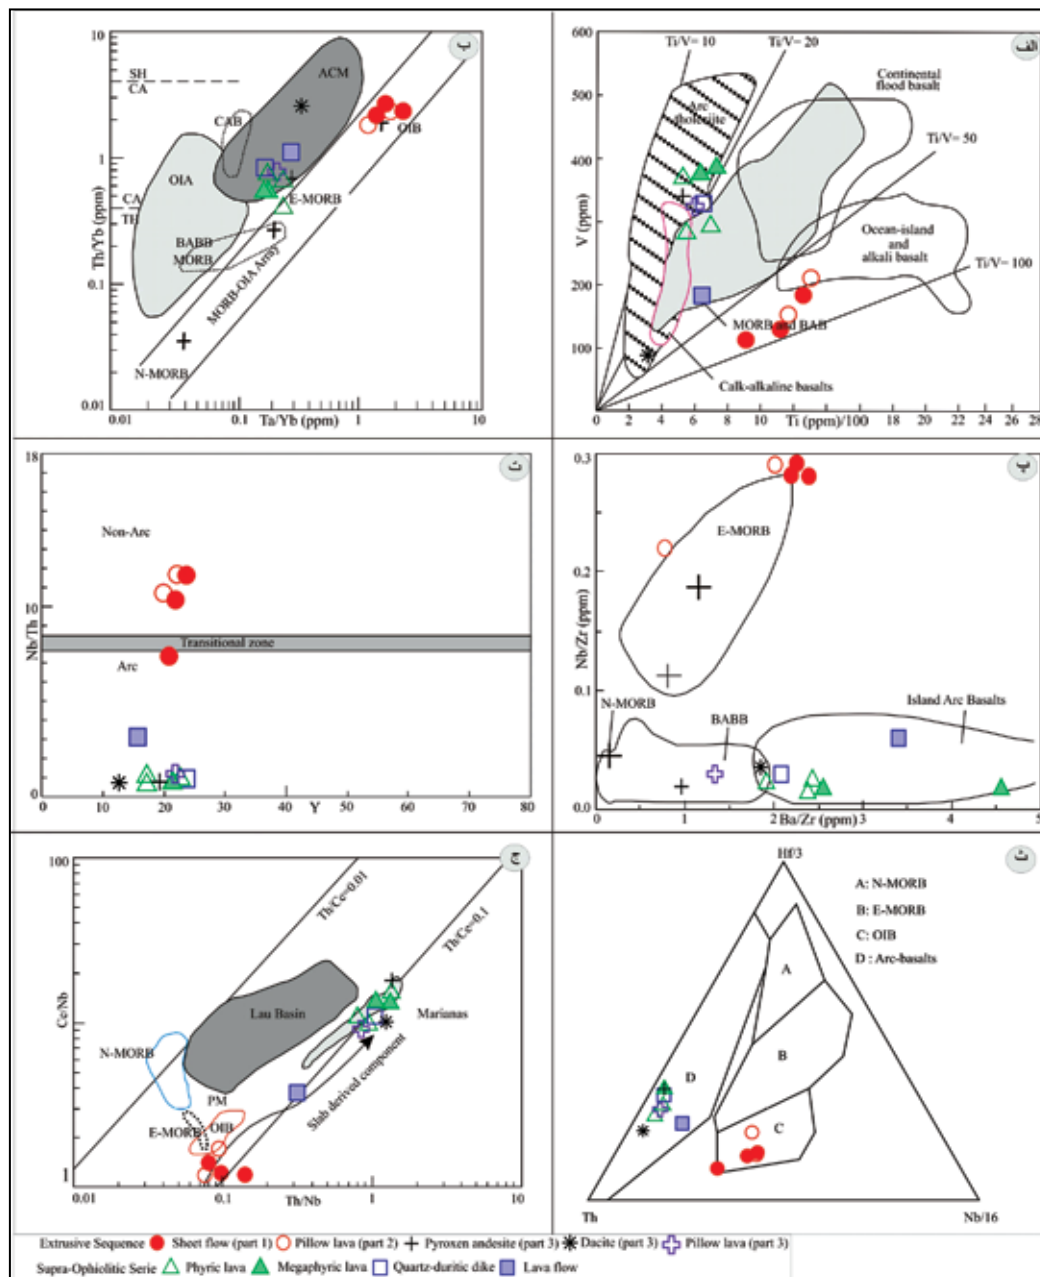 الف
600
500
400
300
200
100
0
V (ppm)
Ti/V= 10
Ti/V= 20
Ti/V= 50
Ti/V= 100
Arc
tholeiite
Continental
flood basalt
Ocean-island
and
alkali basalt
MORB and BAB
Calk-alkaline basalts
0 2 4 6 8 10 12 14 16 18 20 22 24 26 28
Ti (ppm)/100
ب
10
1
0.1
0.01
Th/Yb (ppm)
SH
CA
CA
TH
ACM
CAB
OIA
OIB
E-MORB
BABB
MORB
MORB-OIA Array
N-MORB
0.01 0.1 1 10
Ta/Yb (ppm)
پ
0.3
0.2
0.1
0.0
Nb/Zr (ppm)
E-MORB
N-MORB
BABB
Island Arc Basalts
0 1 2 3 4 5
Ba/Zr (ppm)
ت
18
10
0
Nb/Th
Non-Arc
Transitional zone
Arc
0 10 20 30 40 50 60 70 80
Y
ث
Hf/3
A: N-MORB
B: E-MORB
C: OIB
D : Arc-basalts
A
B
C
D
Th
Nb/16
ج
100
10
1
Ce/Nb
Th/Ce=0.01
Th/Ce=0.1
Lau Basin
Marianas
N-MORB
PM
E-MORB
OIB
Slab derived component
0.01 0.1 1 10
Th/Nb
Extrusive Sequence Sheet flow (part 1) Pillow lava (part 2) Pyroxen andesite (part 3) Dacite (part 3) Pillow lava (part 3)
Supra-Ophiolitic Serie Phyric lava Megaphyric lava Quartz-duritic dike Lava flow